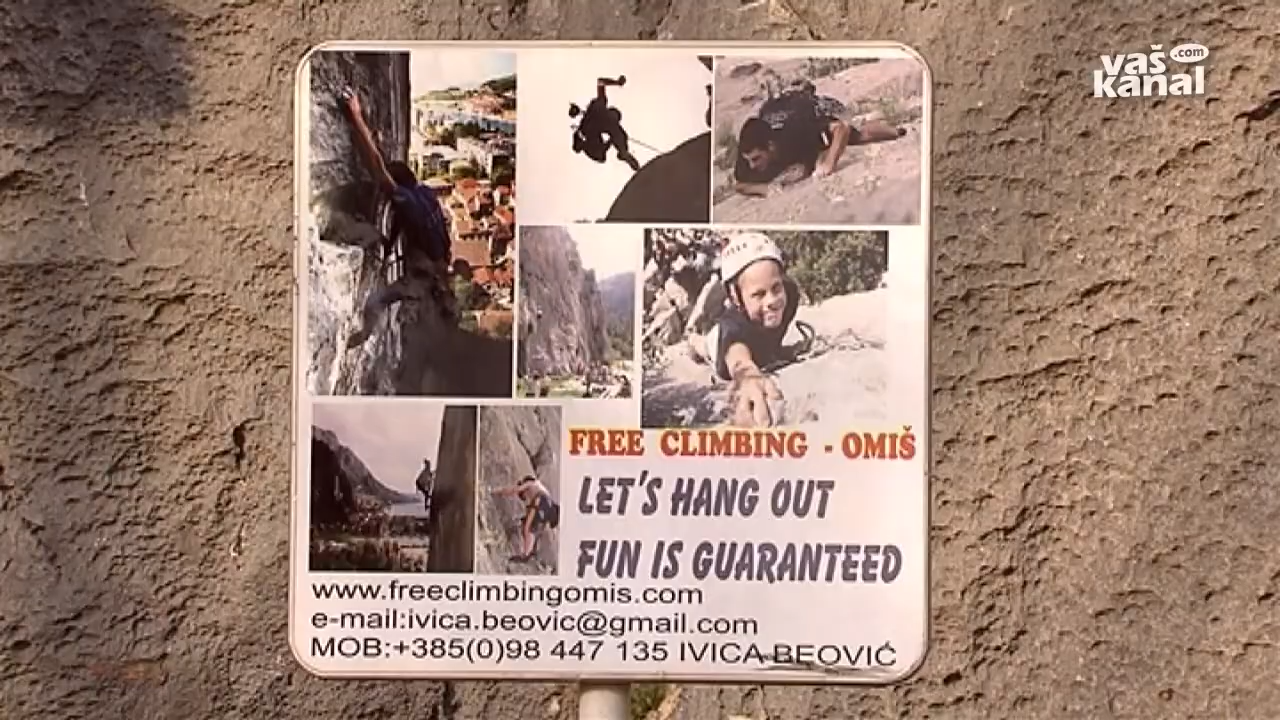 vaš .com
kanal
FREE CLIMBING - OMIŠ
LET'S HANG OUT
FUN IS GUARANTEED
www.freeclimbingomis.com
e-mail:ivica.beovic@gmail.com
MOB:+385(0)98 447 135 IVICA BEOVIĆ